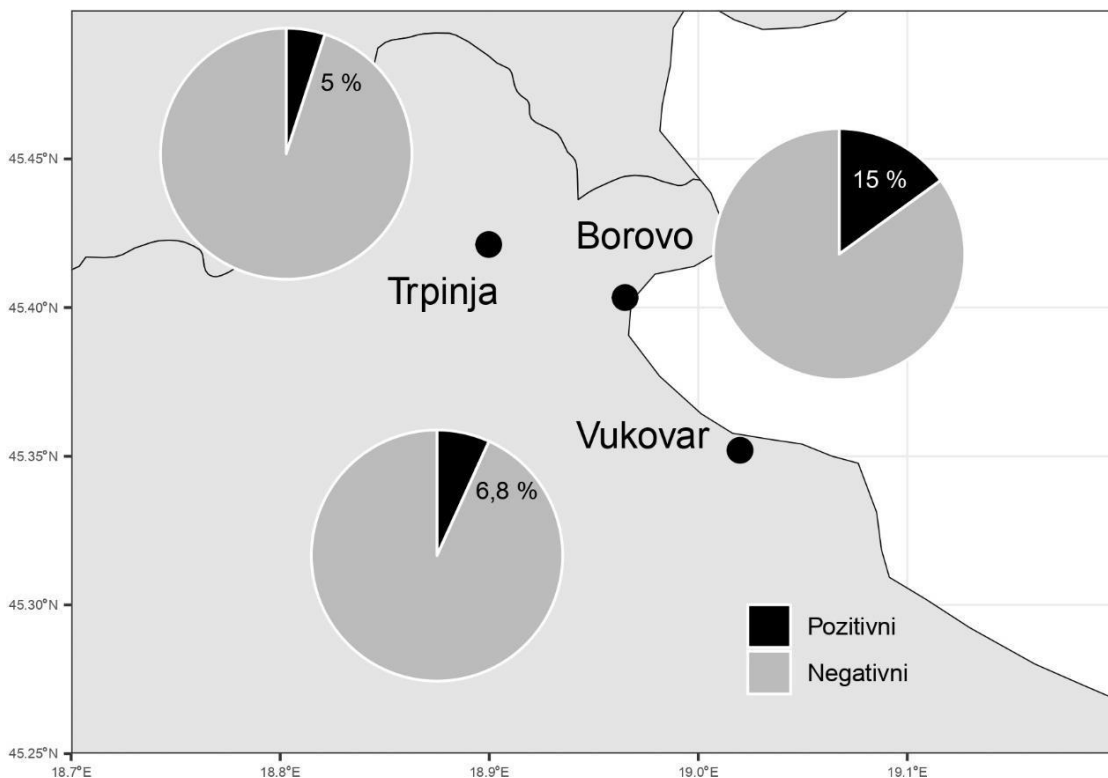 5 %
45.45°N
15 %
Borovo
Trpinja
45.40°N
Vukovar
45.35°N
6,8 %
45.30°N
Pozitivni
Negativni
45.25°N
18.7°E
18.8°E
18.9°E
19.0°E
19.1°E